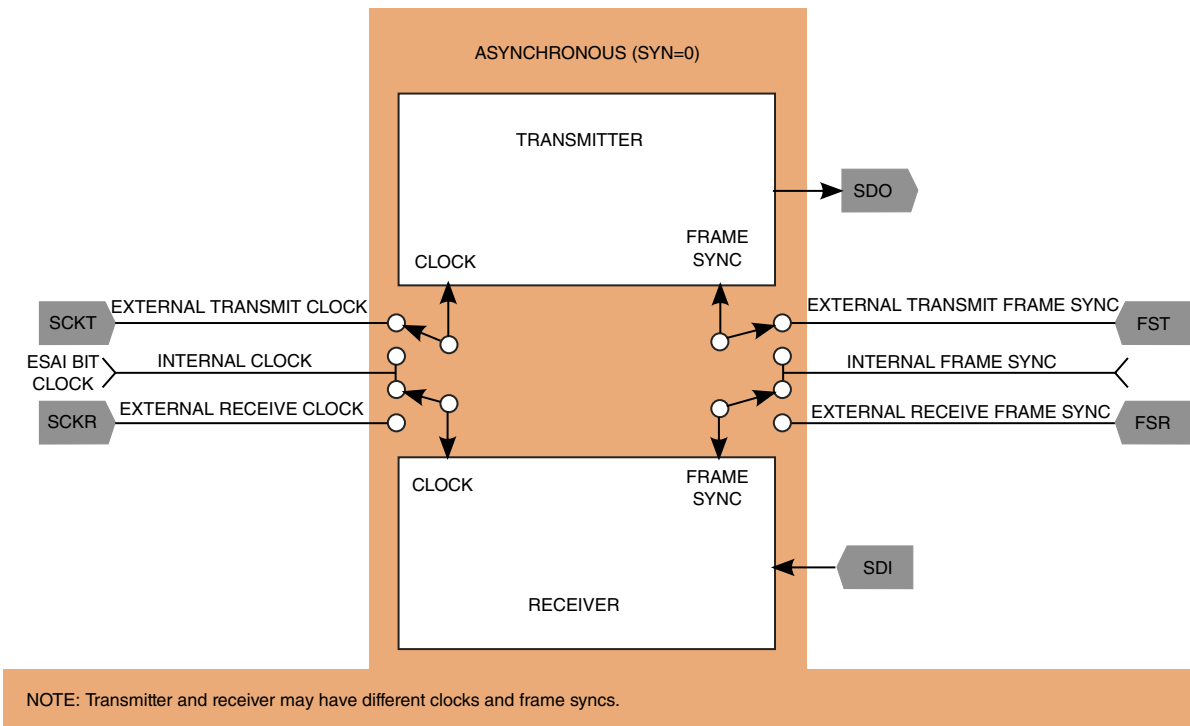 ASYNCHRONOUS (SYN=0)
TRANSMITTER
SDO
FRAME
SYNC
CLOCK
EXTERNAL TRANSMIT CLOCK
EXTERNAL TRANSMIT FRAME SYNC
SCKT
FST
ESAI BIT
CLOCK
INTERNAL CLOCK
INTERNAL FRAME SYNC
EXTERNAL RECEIVE CLOCK
EXTERNAL RECEIVE FRAME SYNC
SCKR
FSR
CLOCK
FRAME
SYNC
SDI
RECEIVER
NOTE: Transmitter and receiver may have different clocks and frame syncs.